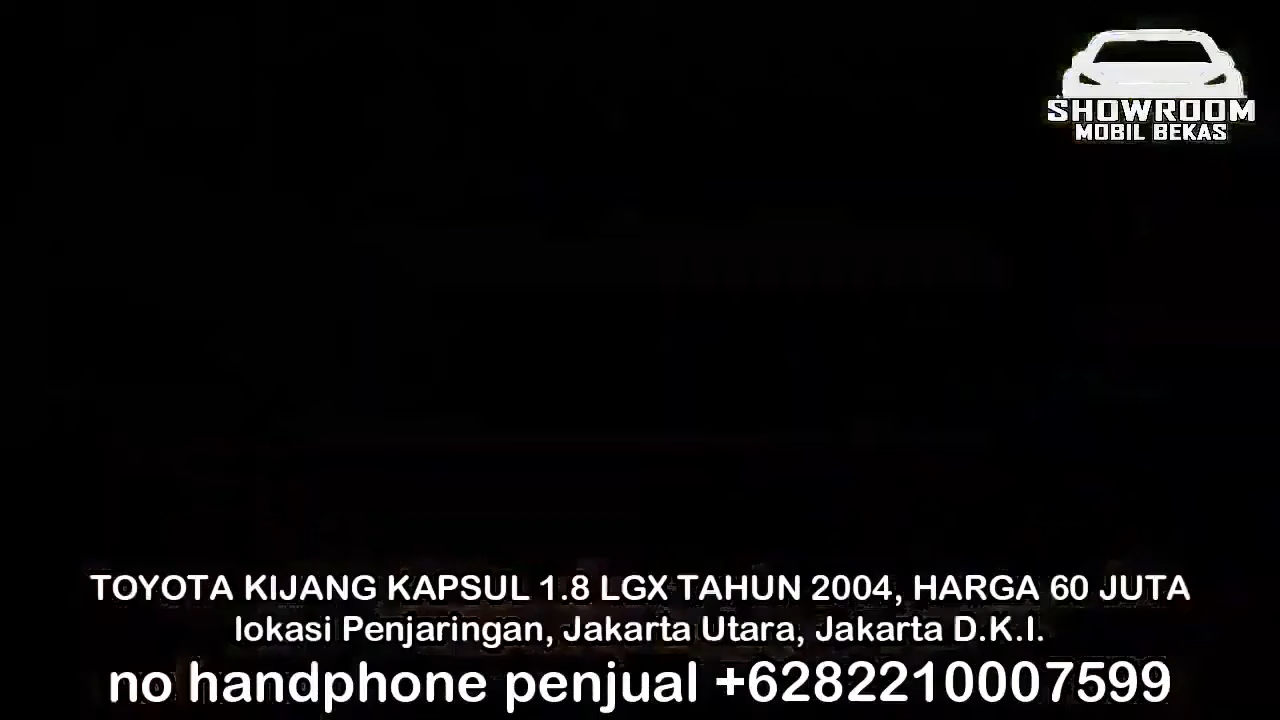 SHOWROOM
MOBIL BEKAS
TOYOTA KIJANG KAPSUL 1.8 LGX TAHUN 2004, HARGA 60 JUTA
lokasi Penjaringan, Jakarta Utara, Jakarta D.K.I.
no handphone penjual +6282210007599